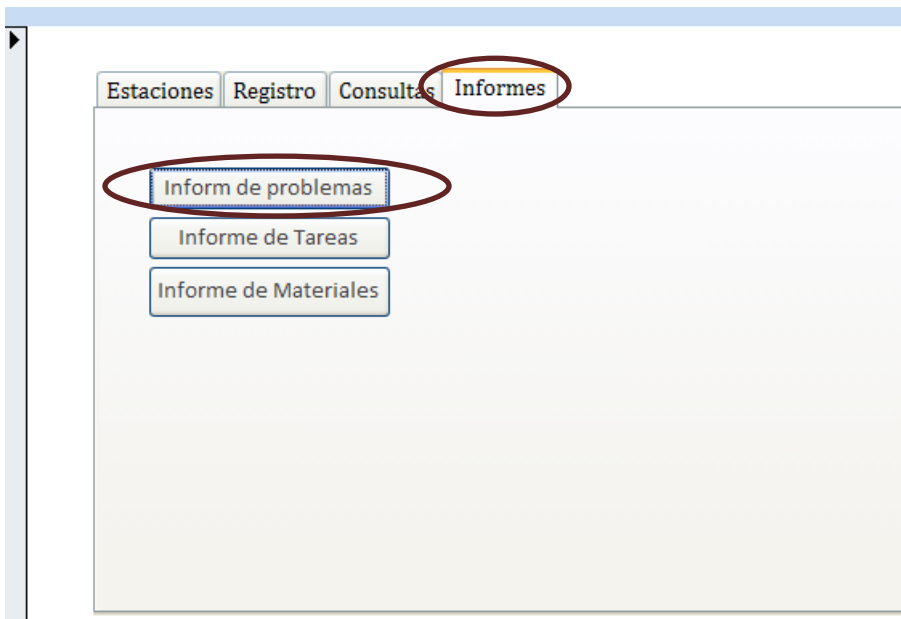 Estaciones Registro Consultas Informes
Inform de problemas
Informe de Tareas
Informe de Materiales